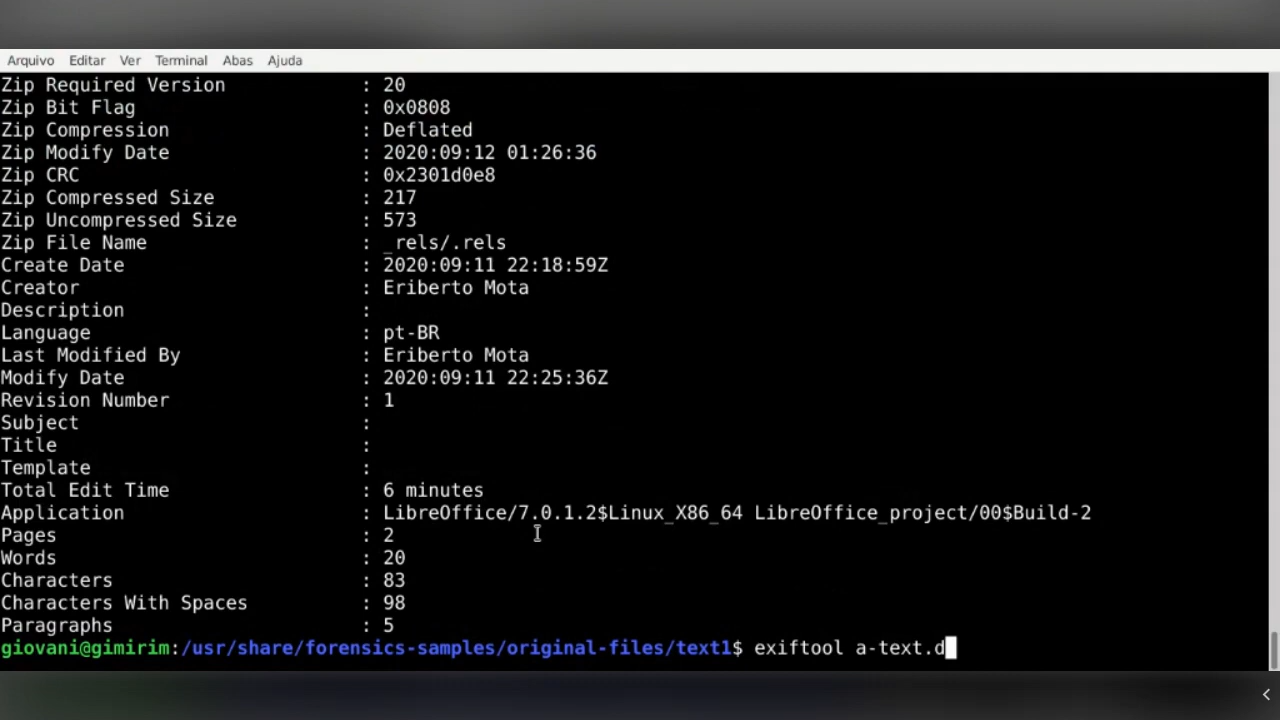 Arquivo Editar Ver Terminal Abas Ajuda
Zip Required Version : 20
Zip Bit Flag : 0x0808
Zip Compression : Deflated
Zip Modify Date : 2020:09:12 01:26:36
Zip CRC : 0x2301d0e8
Zip Compressed Size : 217
Zip Uncompressed Size : 573
Zip File Name : _rels/.rels
Create Date : 2020:09:11 22:18:59Z
Creator : Eriberto Mota
Description :
Language : pt-BR
Last Modified By : Eriberto Mota
Modify Date : 2020:09:11 22:25:36Z
Revision Number : 1
Subject :
Title :
Template :
Total Edit Time : 6 minutes
Application : LibreOffice/7.0.1.2$Linux_X86_64 LibreOffice_project/00$Build-2
Pages : 2
Words : 20
Characters : 83
Characters With Spaces : 98
Paragraphs : 5
giovani@gimirim:/usr/share/forensics-samples/original-files/text1$ exiftool a-text.d